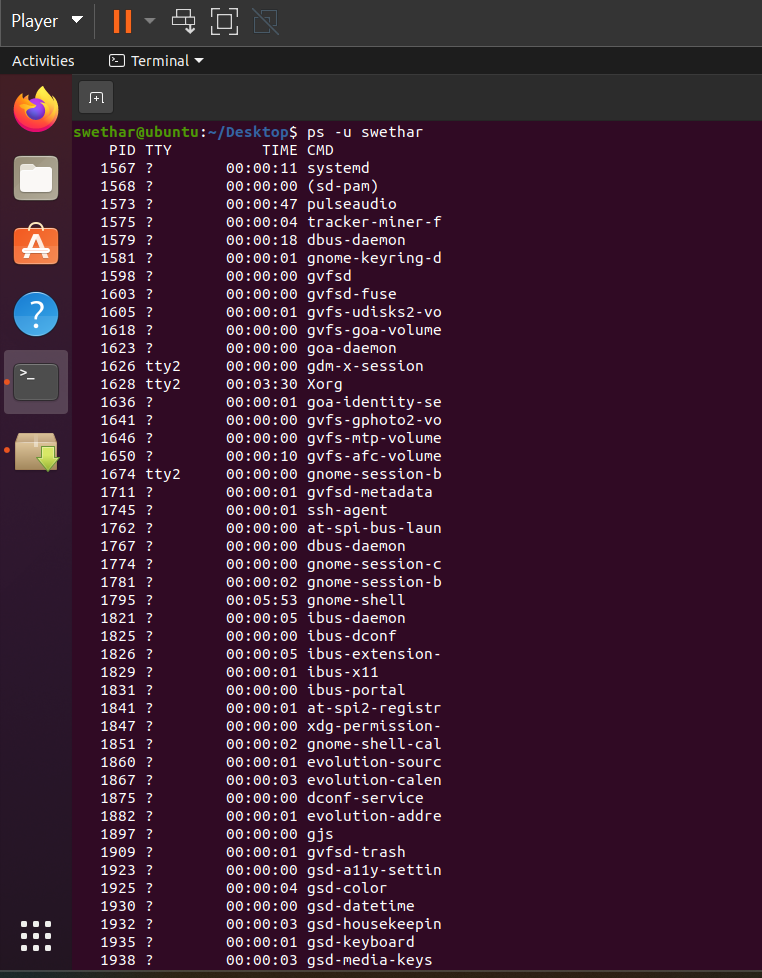 Player
Activities
Terminal
swethar@ubuntu:~/Desktop$ ps -u swethar
PID TTY TIME CMD
1567 ? 00:00:11 systemd
1568 ? 00:00:00 (sd-pam)
1573 ? 00:00:47 pulseaudio
1575 ? 00:00:04 tracker-miner-f
1579 ? 00:00:18 dbus-daemon
1581 ? 00:00:01 gnome-keyring-d
1598 ? 00:00:00 gvfsd
1603 ? 00:00:00 gvfsd-fuse
1605 ? 00:00:01 gvfs-udisks2-vo
1618 ? 00:00:00 gvfs-goa-volume
1623 ? 00:00:00 goa-daemon
1626 tty2 00:00:00 gdm-x-session
1628 tty2 00:03:30 Xorg
1636 ? 00:00:01 goa-identity-se
1641 ? 00:00:00 gvfs-gphoto2-vo
1646 ? 00:00:00 gvfs-mtp-volume
1650 ? 00:00:10 gvfs-afc-volume
1674 tty2 00:00:00 gnome-session-b
1711 ? 00:00:01 gvfsd-metadata
1745 ? 00:00:01 ssh-agent
1762 ? 00:00:00 at-spi-bus-laun
1767 ? 00:00:00 dbus-daemon
1774 ? 00:00:00 gnome-session-c
1781 ? 00:00:02 gnome-session-b
1795 ? 00:05:53 gnome-shell
1821 ? 00:00:05 ibus-daemon
1825 ? 00:00:00 ibus-dconf
1826 ? 00:00:05 ibus-extension-
1829 ? 00:00:01 ibus-x11
1831 ? 00:00:00 ibus-portal
1841 ? 00:00:01 at-spi2-registr
1847 ? 00:00:00 xdg-permission-
1851 ? 00:00:02 gnome-shell-cal
1860 ? 00:00:01 evolution-sourc
1867 ? 00:00:03 evolution-calen
1875 ? 00:00:00 dconf-service
1882 ? 00:00:01 evolution-addre
1897 ? 00:00:00 gjs
1909 ? 00:00:01 gvfsd-trash
1923 ? 00:00:00 gsd-a11y-settin
1925 ? 00:00:04 gsd-color
1930 ? 00:00:00 gsd-datetime
1932 ? 00:00:03 gsd-housekeepin
1935 ? 00:00:01 gsd-keyboard
1938 ? 00:00:03 gsd-media-keys